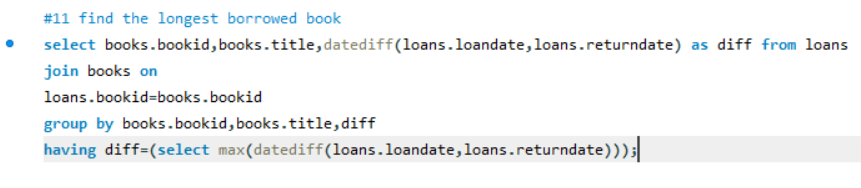 #11 find the longest borrowed book
select books.bookid,books.title,datediff(loans.loandate,loans.returndate) as diff from loans
join books on
loans.bookid=books.bookid
group by books.bookid,books.title,diff
having diff=(select max(datediff(loans.loandate,loans.returndate)));